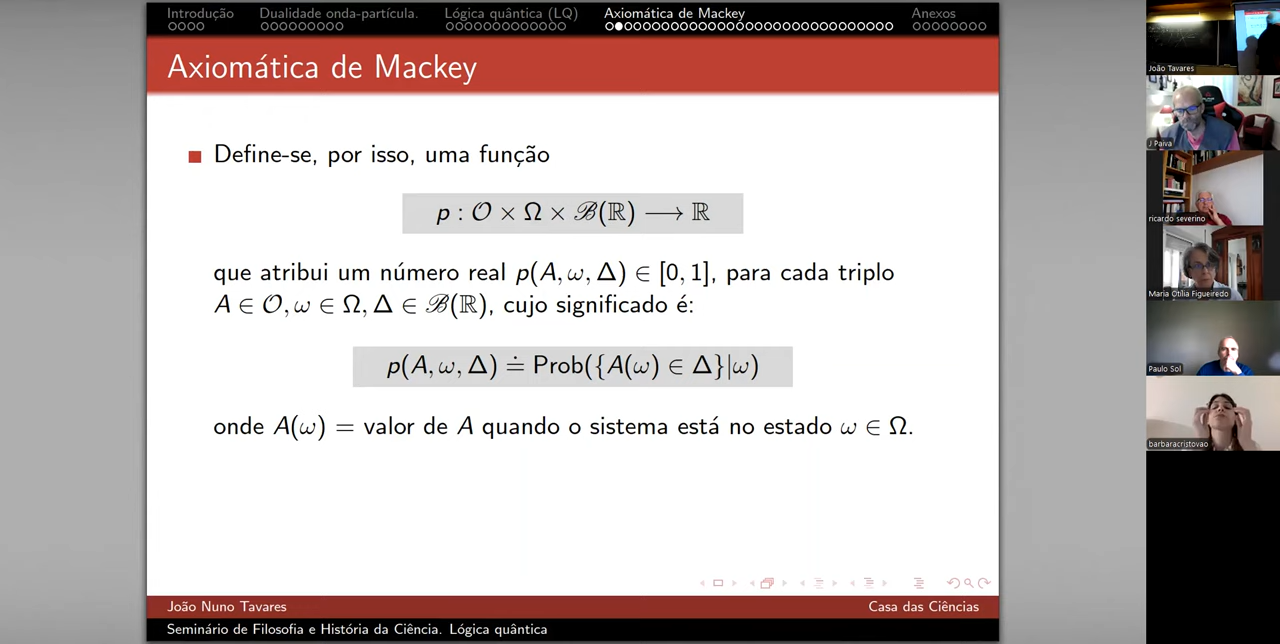 Introdução Dualidade onda-partícula. Lógica quântica (LQ) Axiomática de Mackey Anexos
Axiomática de Mackey
Define-se, por isso, uma função
p : 𝒪 × Ω × ℬ(ℝ) ⟶ ℝ
que atribui um número real p(A, ω, Δ) ∈ [0, 1], para cada triplo
A ∈ 𝒪, ω ∈ Ω, Δ ∈ ℬ(ℝ), cujo significado é:
p(A, ω, Δ) ≐ Prob({A(ω) ∈ Δ}|ω)
onde A(ω) = valor de A quando o sistema está no estado ω ∈ Ω.
João Nuno Tavares Casa das Ciências
Seminário de Filosofia e História da Ciência. Lógica quântica
João Tavares
J Paiva
ricardo severino
Maria Otília Figueiredo
Paulo Sol
barbaracristovao